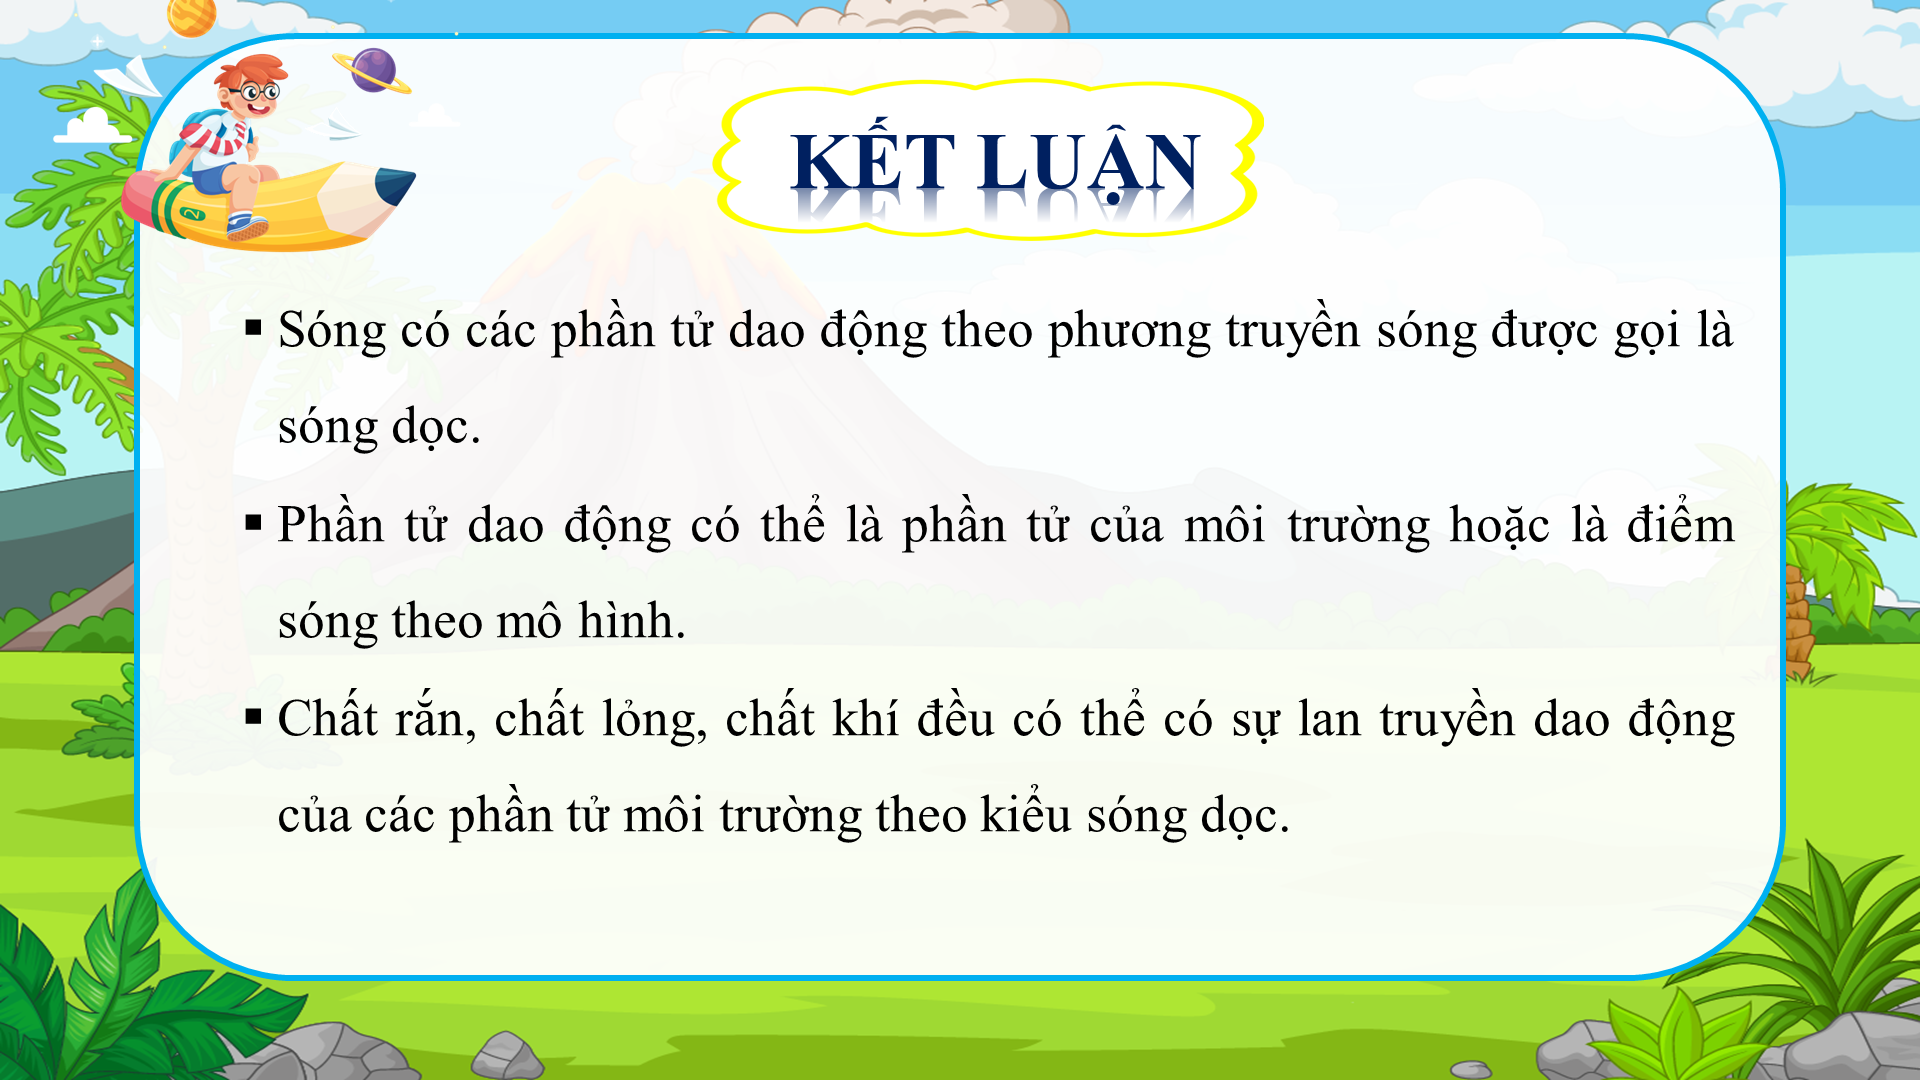 KẾT LUẬN
▪ Sóng có các phần tử dao động theo phương truyền sóng được gọi là
sóng dọc.
▪ Phần tử dao động có thể là phần tử của môi trường hoặc là điểm
sóng theo mô hình.
▪ Chất rắn, chất lỏng, chất khí đều có thể có sự lan truyền dao động
của các phần tử môi trường theo kiểu sóng dọc.
2